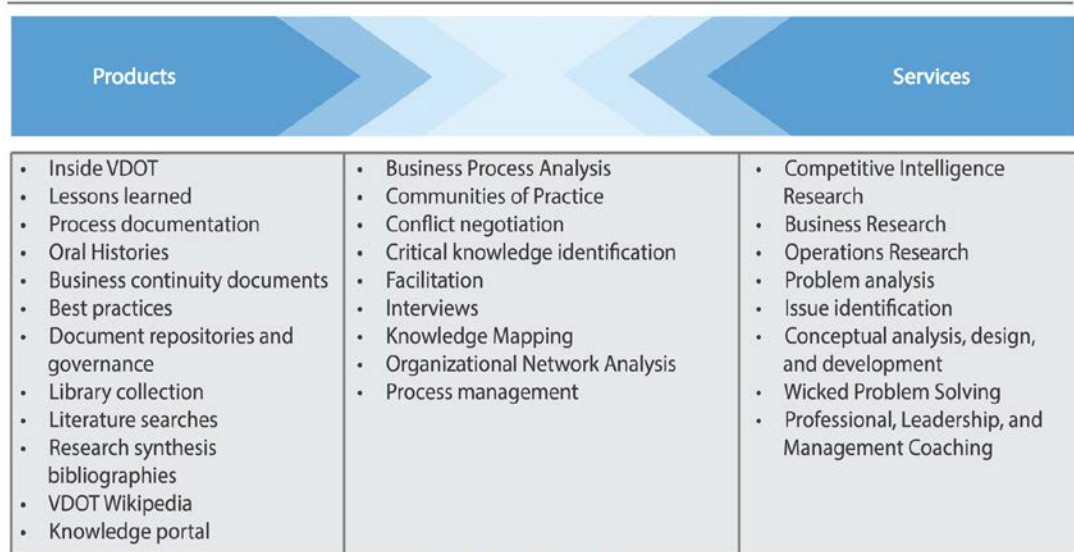 Products
Services
• Inside VDOT
• Lessons learned
• Process documentation
• Oral Histories
• Business continuity documents
• Best practices
• Document repositories and
governance
• Library collection
• Literature searches
• Research synthesis
bibliographies
• VDOT Wikipedia
• Knowledge portal
• Business Process Analysis
• Communities of Practice
• Conflict negotiation
• Critical knowledge identification
• Facilitation
• Interviews
• Knowledge Mapping
• Organizational Network Analysis
• Process management
• Competitive Intelligence
Research
• Business Research
• Operations Research
• Problem analysis
• Issue identification
• Conceptual analysis, design,
and development
• Wicked Problem Solving
• Professional, Leadership, and
Management Coaching